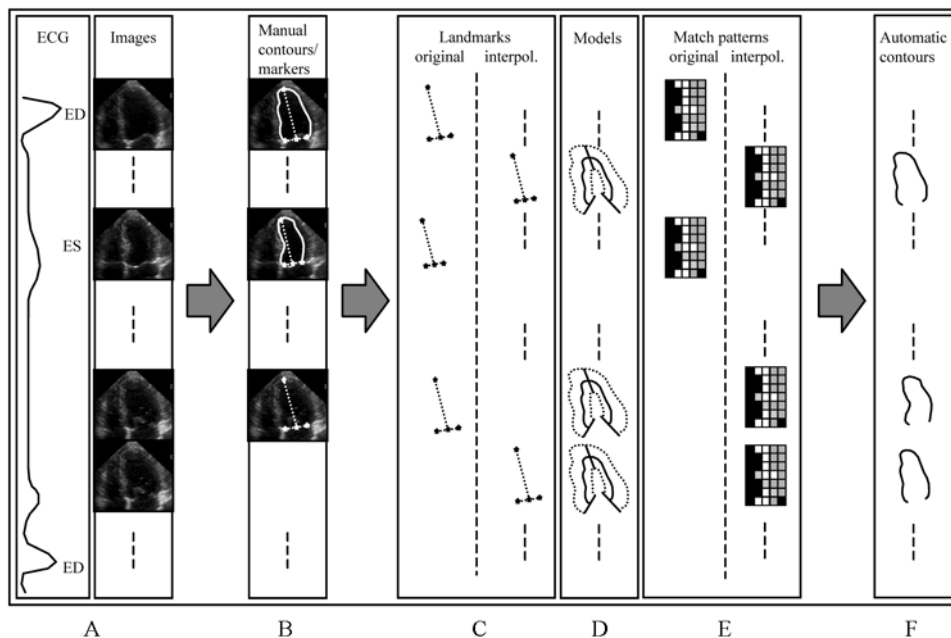 ECG
Images
Manual
contours/
markers
Landmarks
original interpol.
Models
Match patterns
original interpol.
Automatic
contours
ED
ES
ED
A B C D E F